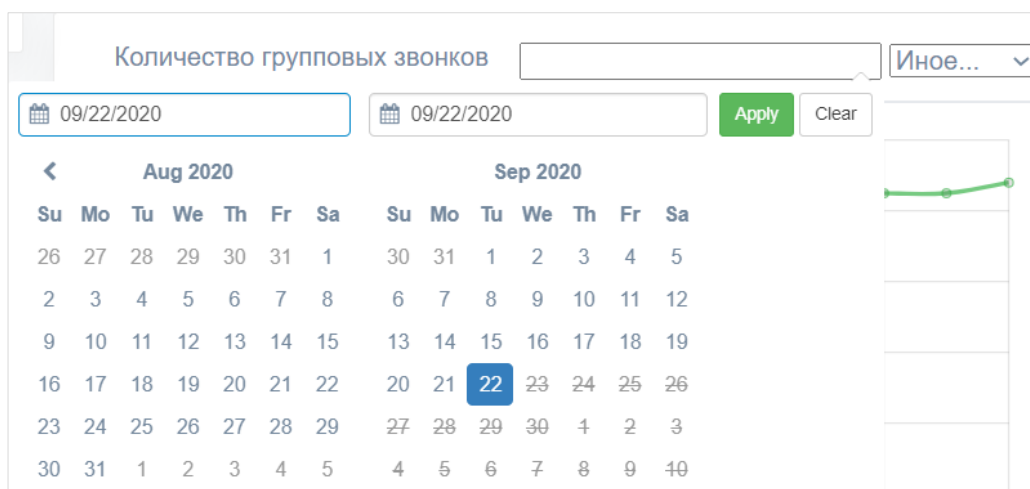 Количество групповых звонков Иное...
09/22/2020 09/22/2020 Apply Clear
Aug 2020 Sep 2020
Su Mo Tu We Th Fr Sa Su Mo Tu We Th Fr Sa
26 27 28 29 30 31 1 30 31 1 2 3 4 5
2 3 4 5 6 7 8 6 7 8 9 10 11 12
9 10 11 12 13 14 15 13 14 15 16 17 18 19
16 17 18 19 20 21 22 20 21 22 23 24 25 26
23 24 25 26 27 28 29 27 28 29 30 1 2 3
30 31 1 2 3 4 5 4 5 6 7 8 9 10